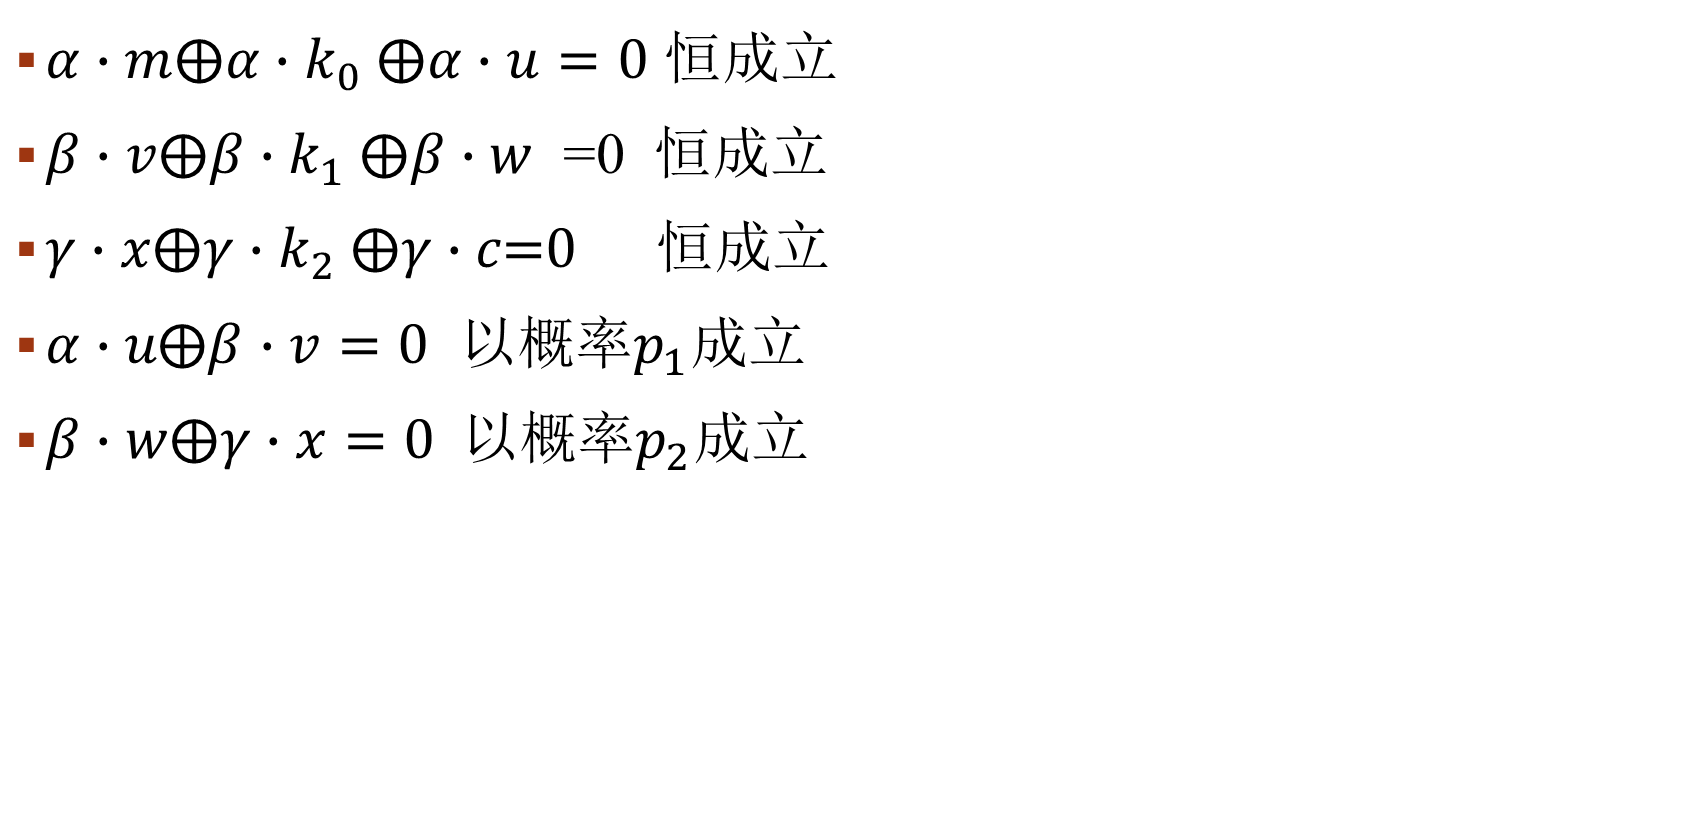 ▪ α · m⊕α · k₀ ⊕α · u = 0 恒成立
▪ β · v⊕β · k₁ ⊕β · w =0 恒成立
▪ γ · x⊕γ · k₂ ⊕γ · c=0 恒成立
▪ α · u⊕β · v = 0 以概率p₁成立
▪ β · w⊕γ · x = 0 以概率p₂成立